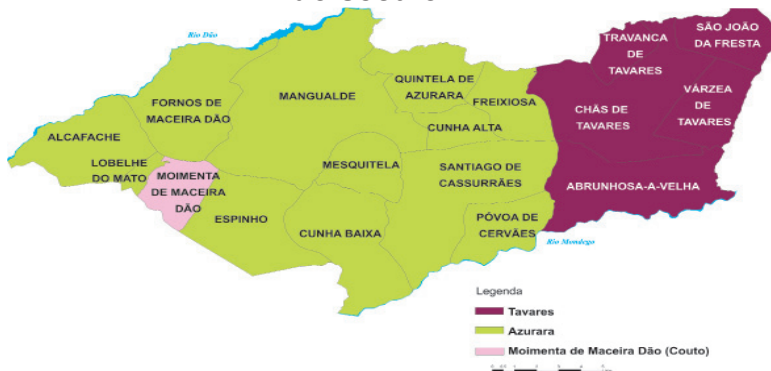 Rio Dão
SÃO JOÃO
DA FRESTA
TRAVANCA
DE
TAVARES
QUINTELA DE
AZURARA
VÁRZEA
DE
TAVARES
MANGUALDE
FREIXIOSA
FORNOS DE
MACEIRA DÃO
CHÃS DE
TAVARES
CUNHA ALTA
ALCAFACHE
LOBELHE
DO MATO
MOIMENTA
DE MACEIRA
DÃO
MESQUITELA
SANTIAGO DE
CASSURRÃES
ABRUNHOSA-A-VELHA
ESPINHO
CUNHA BAIXA
PÓVOA DE
CERVÃES
Rio Mondego
Legenda
Tavares
Azurara
Moimenta de Maceira Dão (Couto)